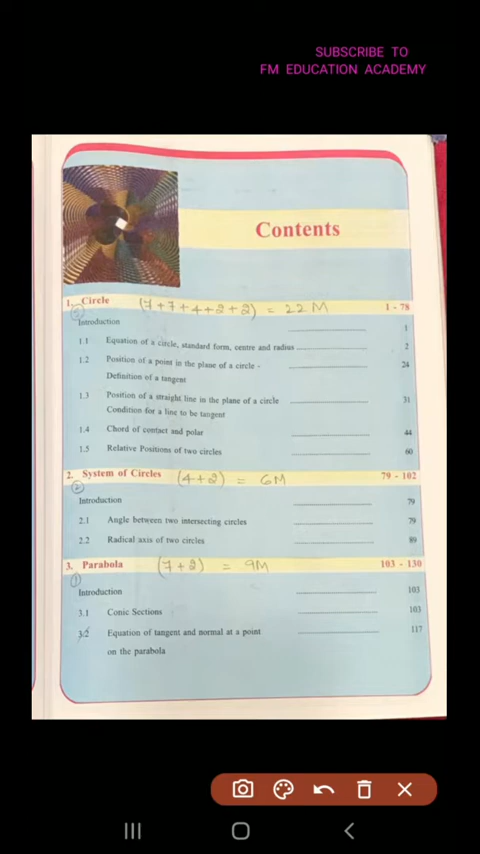 SUBSCRIBE TO
FM EDUCATION ACADEMY
Contents
1. Circle (7+7+4+2+2) = 22M 1 - 78
5
Introduction 1
1.1 Equation of a circle, standard form, centre and radius 2
1.2 Position of a point in the plane of a circle - 24
Definition of a tangent
1.3 Position of a straight line in the plane of a circle 31
Condition for a line to be tangent
1.4 Chord of contact and polar 44
1.5 Relative Positions of two circles 60
2. System of Circles (4+2) = 6M 79 - 102
2
Introduction 79
2.1 Angle between two intersecting circles 79
2.2 Radical axis of two circles 89
3. Parabola (7+2) = 9M 103 - 130
1
Introduction 103
3.1 Conic Sections 103
3.2 Equation of tangent and normal at a point 117
on the parabola